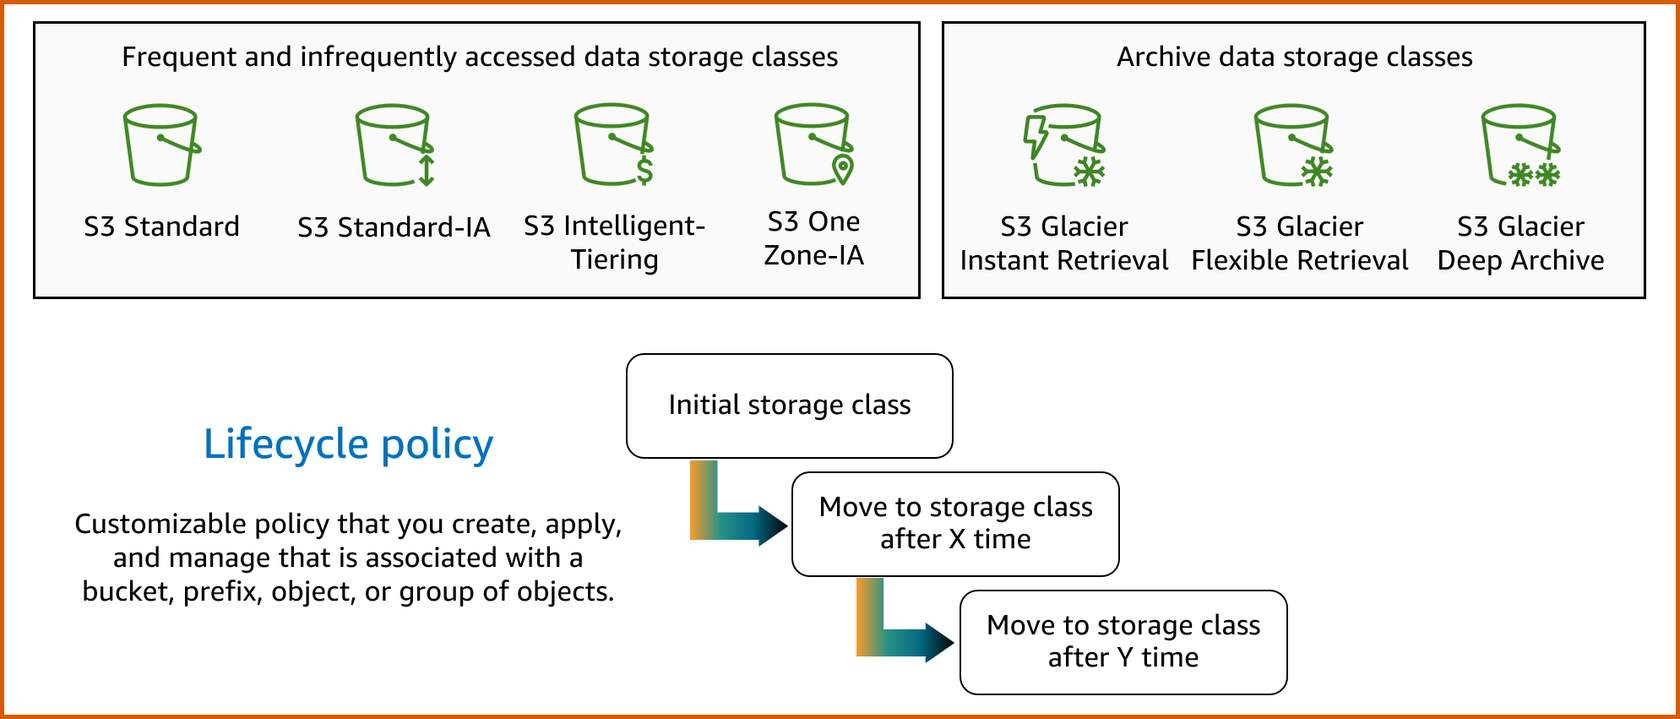 Frequent and infrequently accessed data storage classes
S3 Standard
S3 Standard-IA
S3 Intelligent-
Tiering
S3 One
Zone-IA
Archive data storage classes
S3 Glacier
Instant Retrieval
S3 Glacier
Flexible Retrieval
S3 Glacier
Deep Archive
Lifecycle policy
Customizable policy that you create, apply,
and manage that is associated with a
bucket, prefix, object, or group of objects.
Initial storage class
Move to storage class
after X time
Move to storage class
after Y time